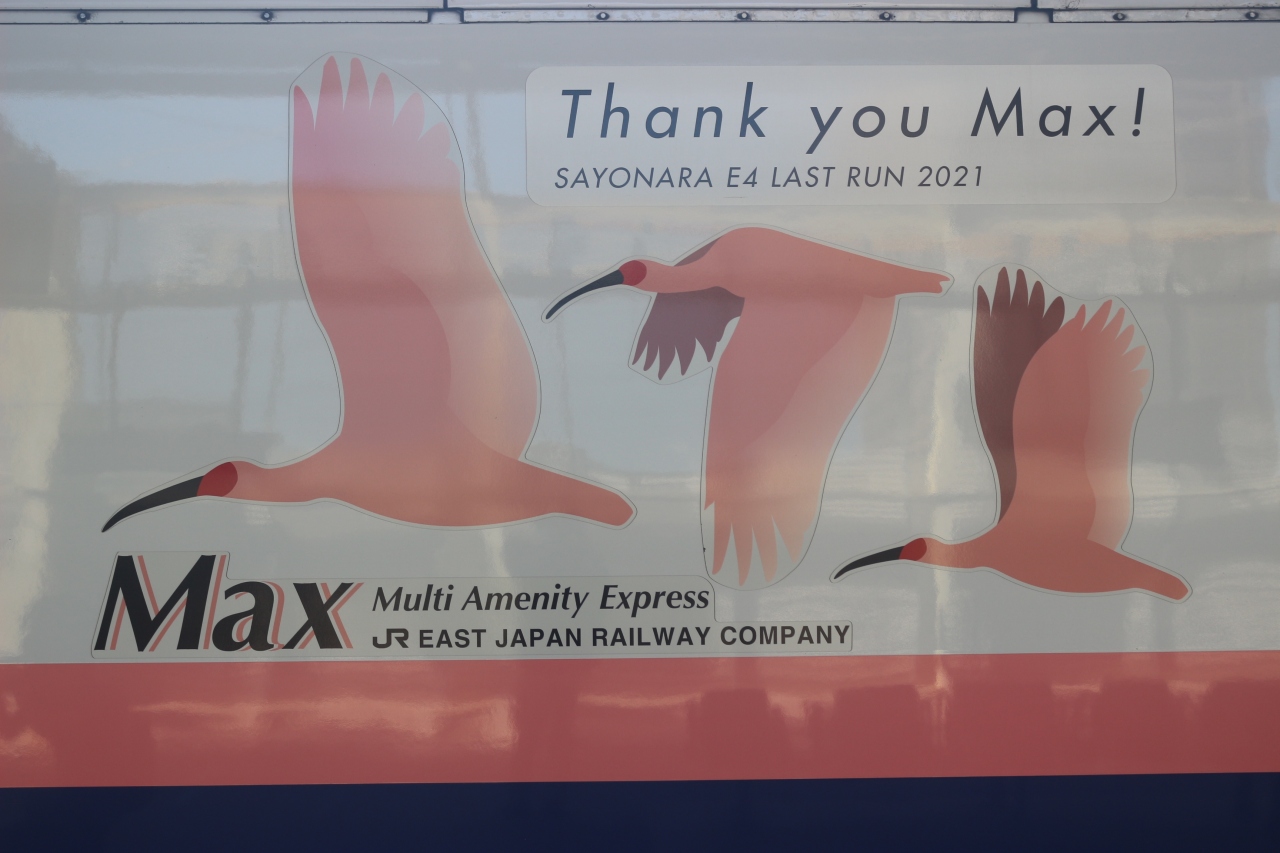 Thank you Max!
SAYONARA E4 LAST RUN 2021
Max Multi Amenity Express
JR EAST JAPAN RAILWAY COMPANY